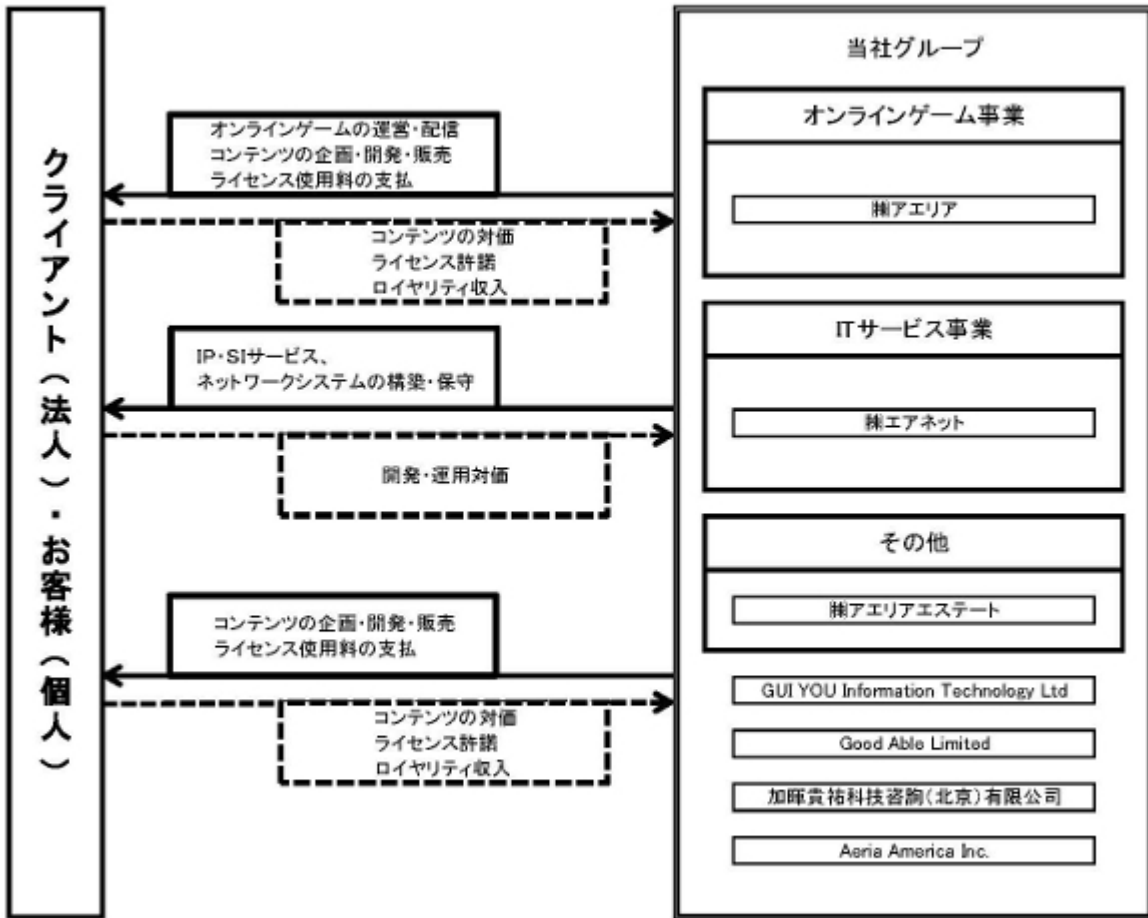 クライアント（法人）・お客様（個人）
オンラインゲームの運営・配信
コンテンツの企画・開発・販売
ライセンス使用料の支払
コンテンツの対価
ライセンス許諾
ロイヤリティ収入
IP・SIサービス、
ネットワークシステムの構築・保守
開発・運用対価
コンテンツの企画・開発・販売
ライセンス使用料の支払
コンテンツの対価
ライセンス許諾
ロイヤリティ収入
当社グループ
オンラインゲーム事業
㈱アエリア
ITサービス事業
㈱エアネット
その他
㈱アエリアエステート
GUI YOU Information Technology Ltd
Good Able Limited
加暉貴祐科技咨詢（北京）有限公司
Aeria America Inc.